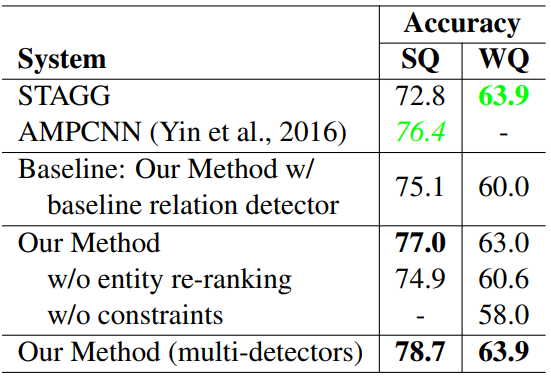 Accuracy
System SQ WQ
STAGG 72.8 63.9
AMPCNN (Yin et al., 2016) 76.4 -
Baseline: Our Method w/
baseline relation detector 75.1 60.0
Our Method 77.0 63.0
w/o entity re-ranking 74.9 60.6
w/o constraints - 58.0
Our Method (multi-detectors) 78.7 63.9